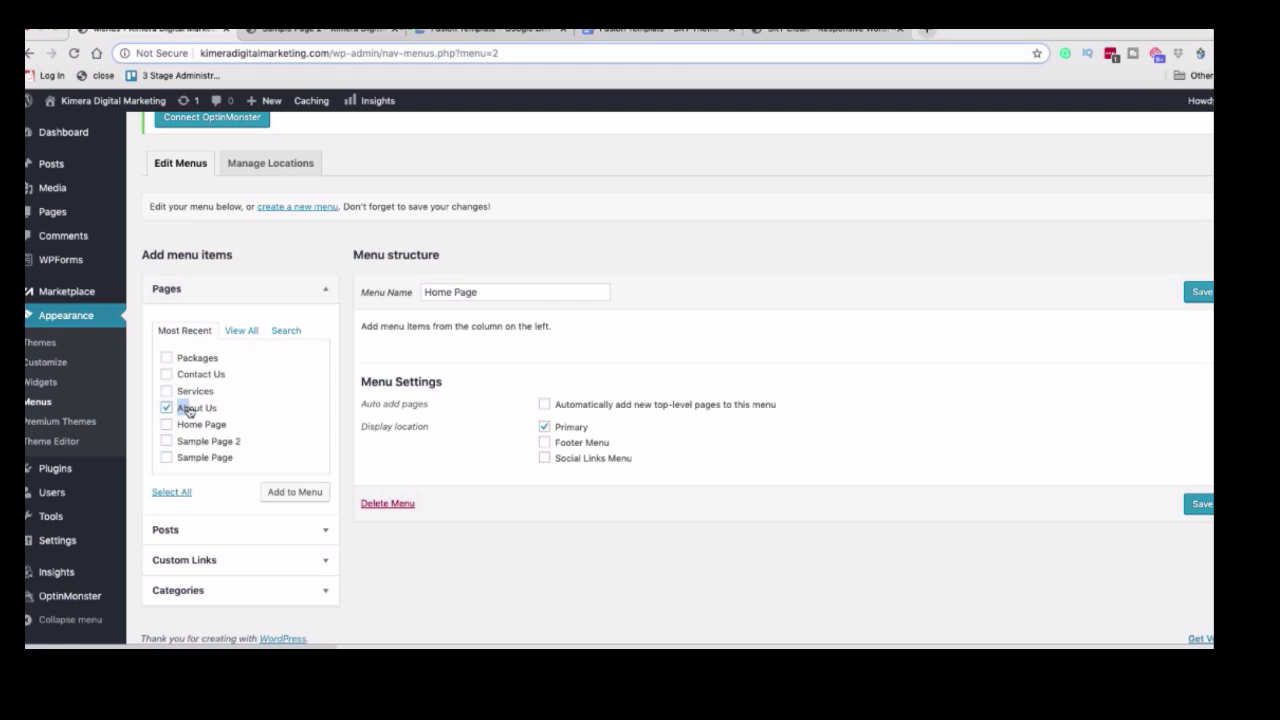 Not Secure kimeradigitalmarketing.com/wp-admin/nav-menus.php?menu=2
Log In close 3 Stage Administr... Other
Kimera Digital Marketing 1 0 New Caching Insights Howd
Connect OptinMonster
Dashboard
Posts
Media
Pages
Comments
WPForms
Marketplace
Appearance
Themes
Customize
Widgets
Menus
Premium Themes
Theme Editor
Plugins
Users
Tools
Settings
Insights
OptinMonster
Collapse menu
Edit Menus Manage Locations
Edit your menu below, or create a new menu. Don't forget to save your changes!
Add menu items
Pages
Most Recent View All Search
Packages
Contact Us
Services
About Us
Home Page
Sample Page 2
Sample Page
Select All Add to Menu
Posts
Custom Links
Categories
Menu structure
Menu Name Home Page Save
Add menu items from the column on the left.
Menu Settings
Auto add pages Automatically add new top-level pages to this menu
Display location Primary
Footer Menu
Social Links Menu
Delete Menu Save
Thank you for creating with WordPress. Get V